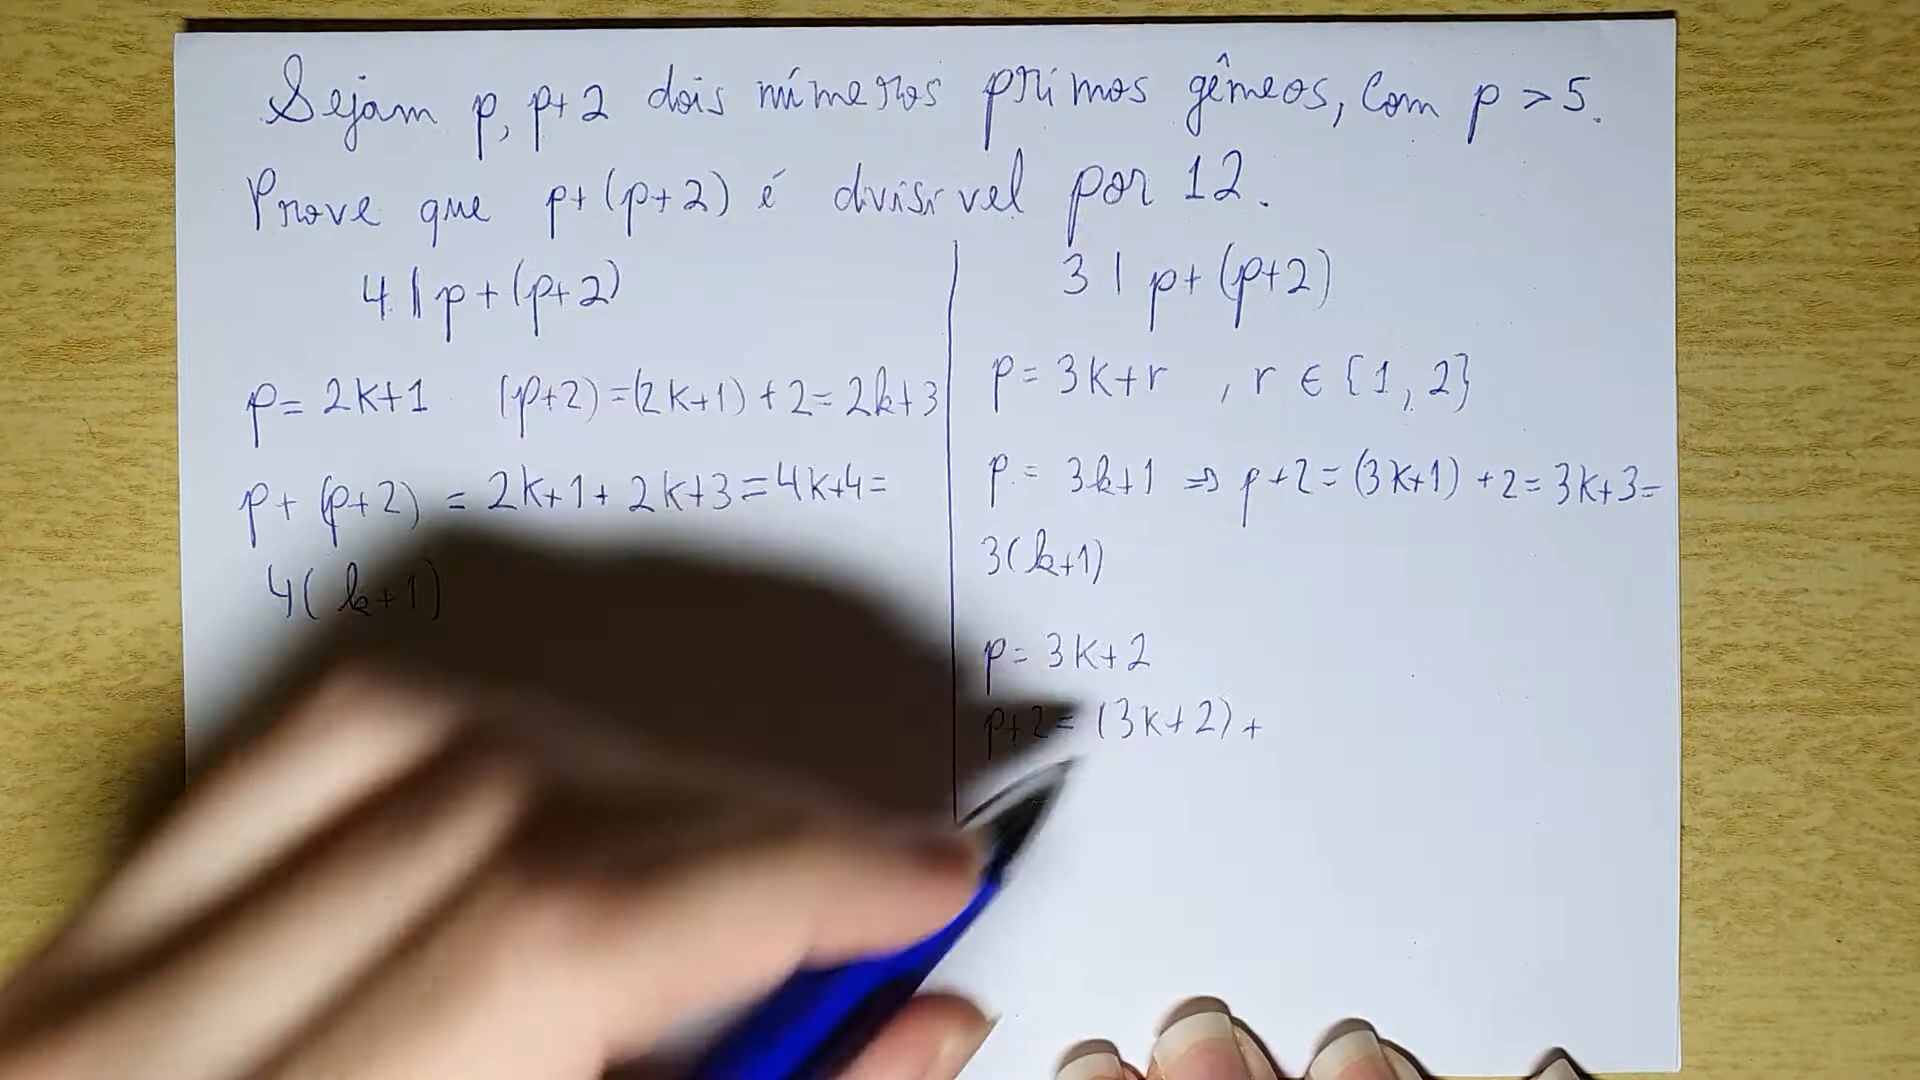 Sejam p, p+2 dois números primos gêmeos, com p > 5.
Prove que p+(p+2) é divisível por 12.
4 | p + (p+2)
p = 2k+1 (p+2) = (2k+1) + 2 = 2k+3
p + (p+2) = 2k+1 + 2k+3 = 4k+4 =
4(k+1)
3 | p+ (p+2)
p = 3k+r , r ∈ {1, 2}
p = 3k+1 => p+2 = (3k+1) +2 = 3k+3 =
3(k+1)
p = 3k+2
p+2 = (3k+2) +